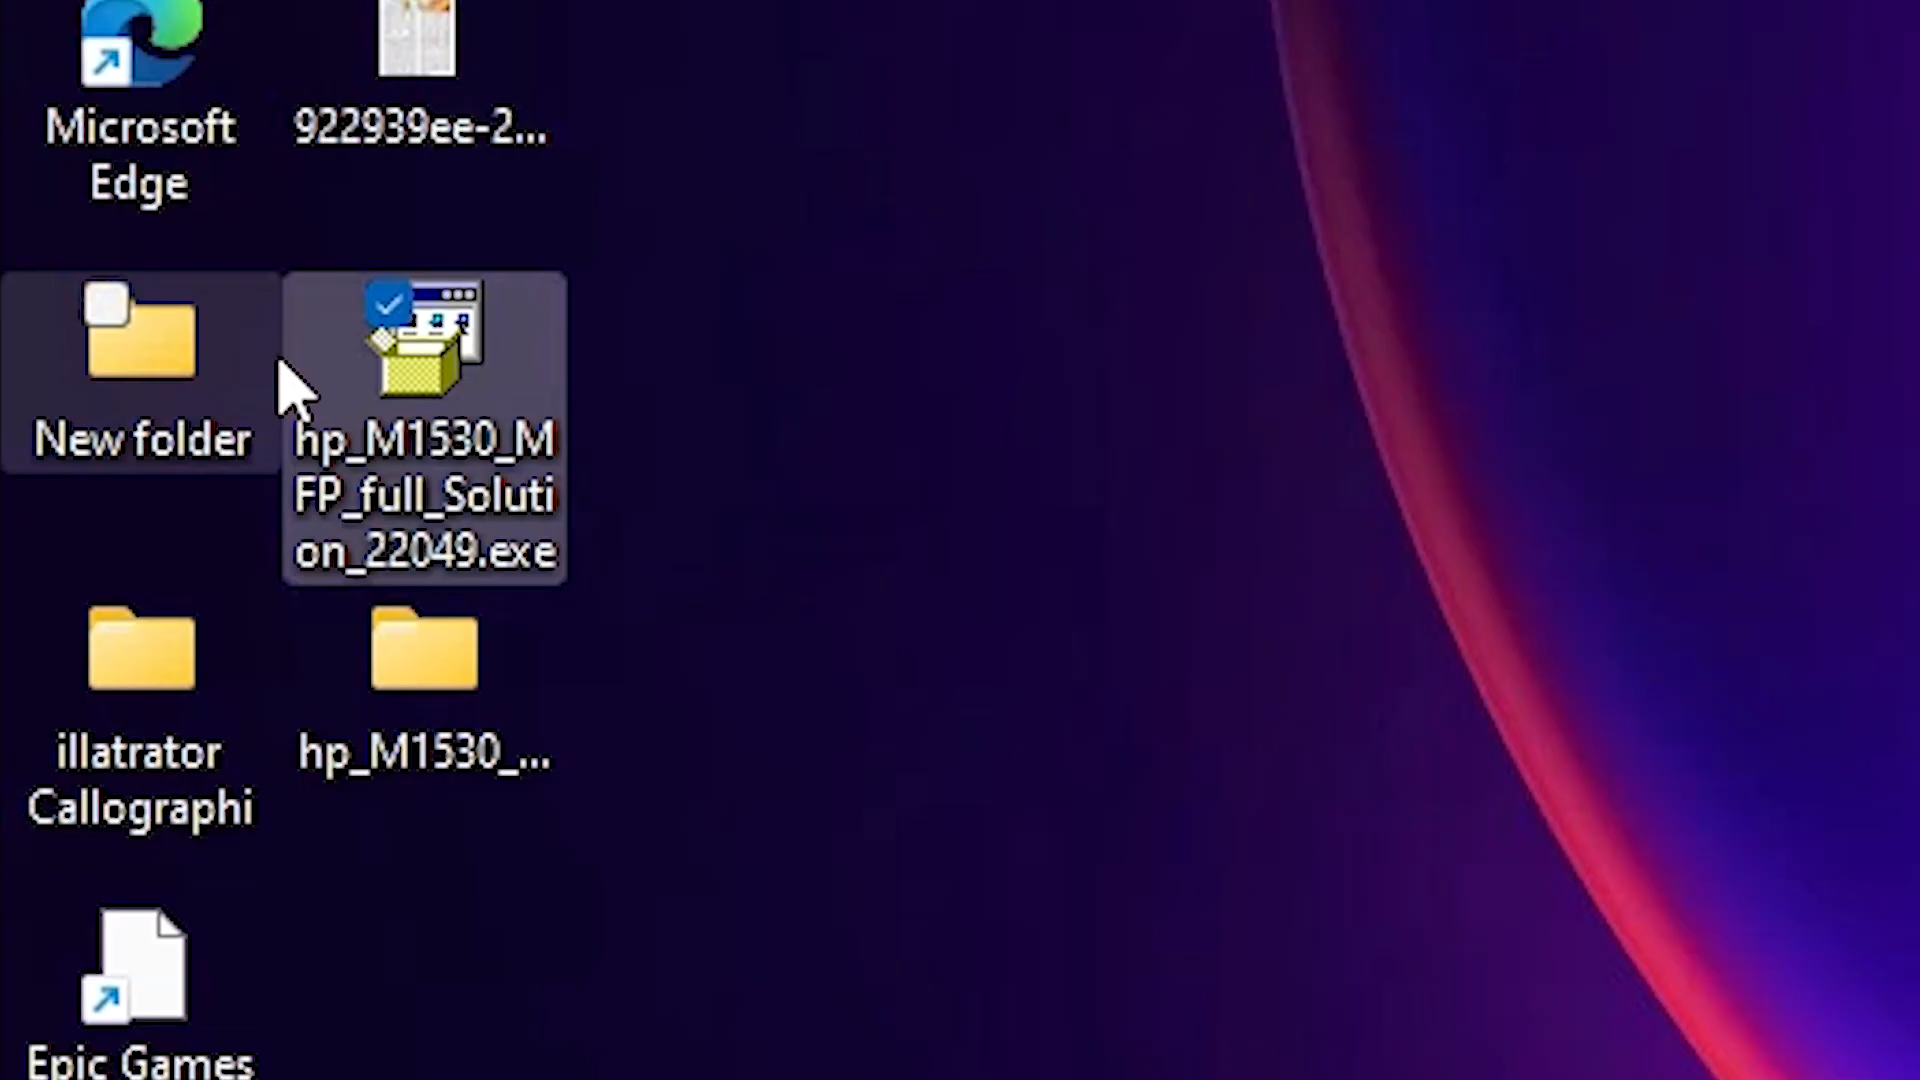 Microsoft
Edge
922939ee-2...
New folder
hp_M1530_M
FP_full_Soluti
on_22049.exe
illatrator
Callographi
hp_M1530_...
Epic Games